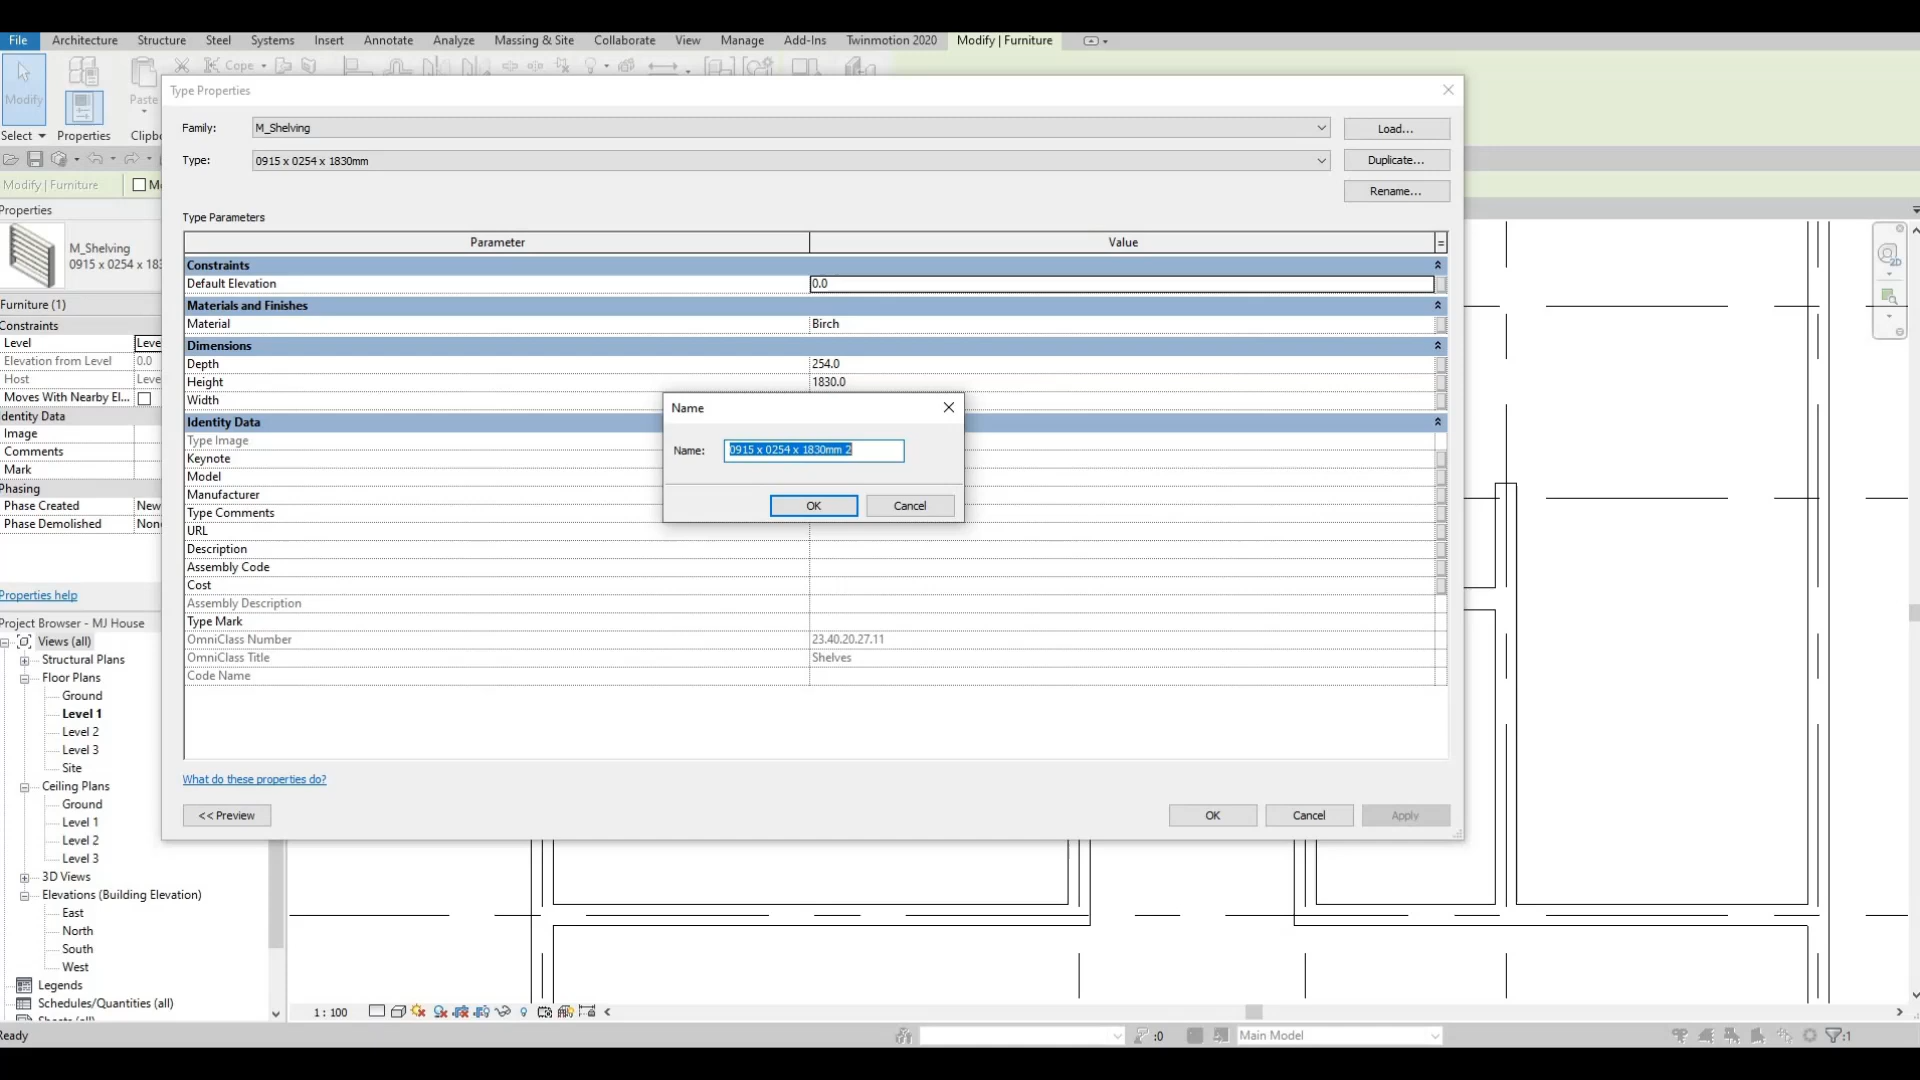 File Architecture Structure Steel Systems Insert Annotate Analyze Massing & Site Collaborate View Manage Add-Ins Twinmotion 2020 Modify | Furniture
Modify
Paste
Cope
Select Properties Clipb
Modify | Furniture
Properties
M_Shelving
0915 x 0254 x 183
Furniture (1)
Constraints
Level Leve
Elevation from Level 0.0
Host Leve
Moves With Nearby El...
Identity Data
Image
Comments
Mark
Phasing
Phase Created New
Phase Demolished Non
Properties help
Project Browser - MJ House
Views (all)
Structural Plans
Floor Plans
Ground
Level 1
Level 2
Level 3
Site
Ceiling Plans
Ground
Level 1
Level 2
Level 3
3D Views
Elevations (Building Elevation)
East
North
South
West
Legends
Schedules/Quantities (all)
Type Properties
Family: M_Shelving Load...
Type: 0915 x 0254 x 1830mm Duplicate...
Rename...
Type Parameters
Parameter Value =
Constraints
Default Elevation 0.0
Materials and Finishes
Material Birch
Dimensions
Depth 254.0
Height 1830.0
Width
Identity Data
Type Image
Keynote
Model
Manufacturer
Type Comments
URL
Description
Assembly Code
Cost
Assembly Description
Type Mark
OmniClass Number 23.40.20.27.11
OmniClass Title Shelves
Code Name
What do these properties do?
<< Preview OK Cancel Apply
Name
Name: 0915 x 0254 x 1830mm 2
OK Cancel
2D
1 : 100
Ready
:0 Main Model :1